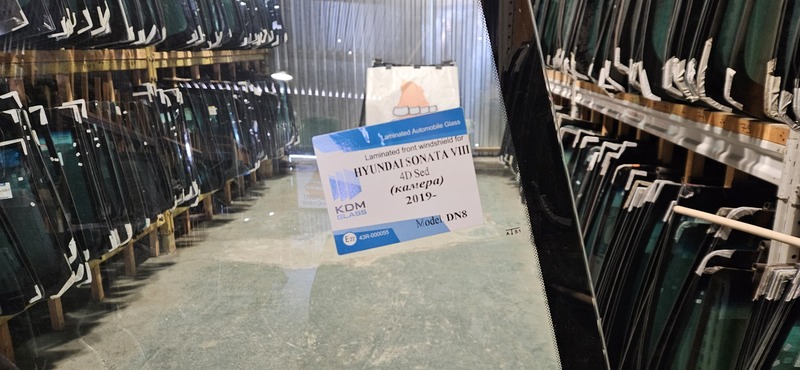 Laminated Automobile Glass
Laminated front windshield for
HYUNDAI SONATA VIII
4D Sed
(камера)
2019-
KDM
GLASS
Model DN8
43R-000055